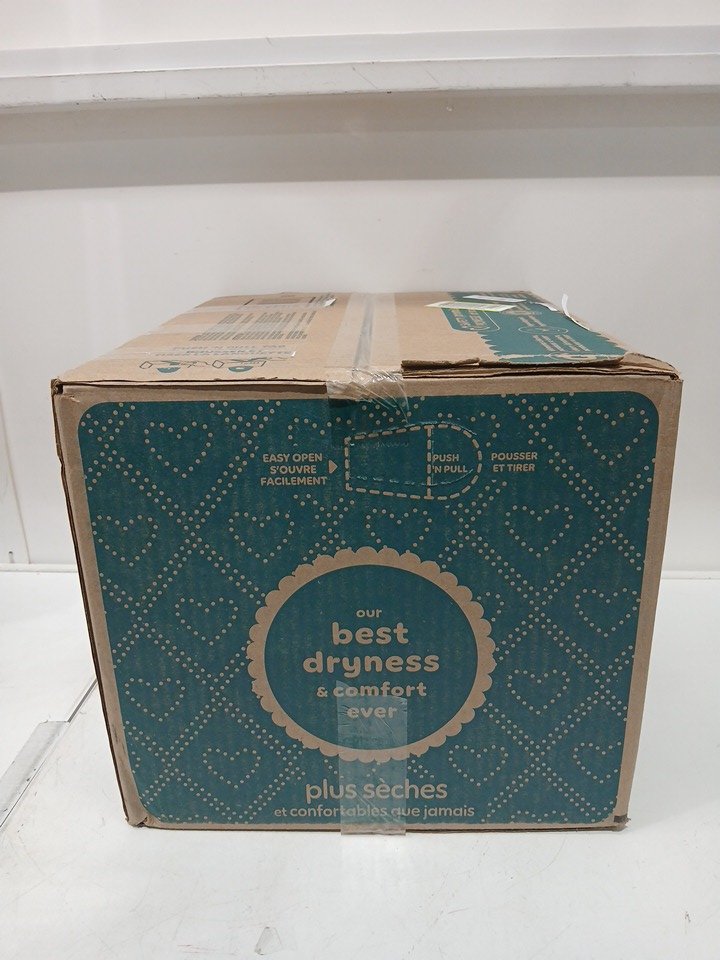 EASY OPEN
S'OUVRE
FACILEMENT
PUSH
'N PULL
POUSSER
ET TIRER
our
best
dryness
& comfort
ever
plus sèches
et confortables que jamais